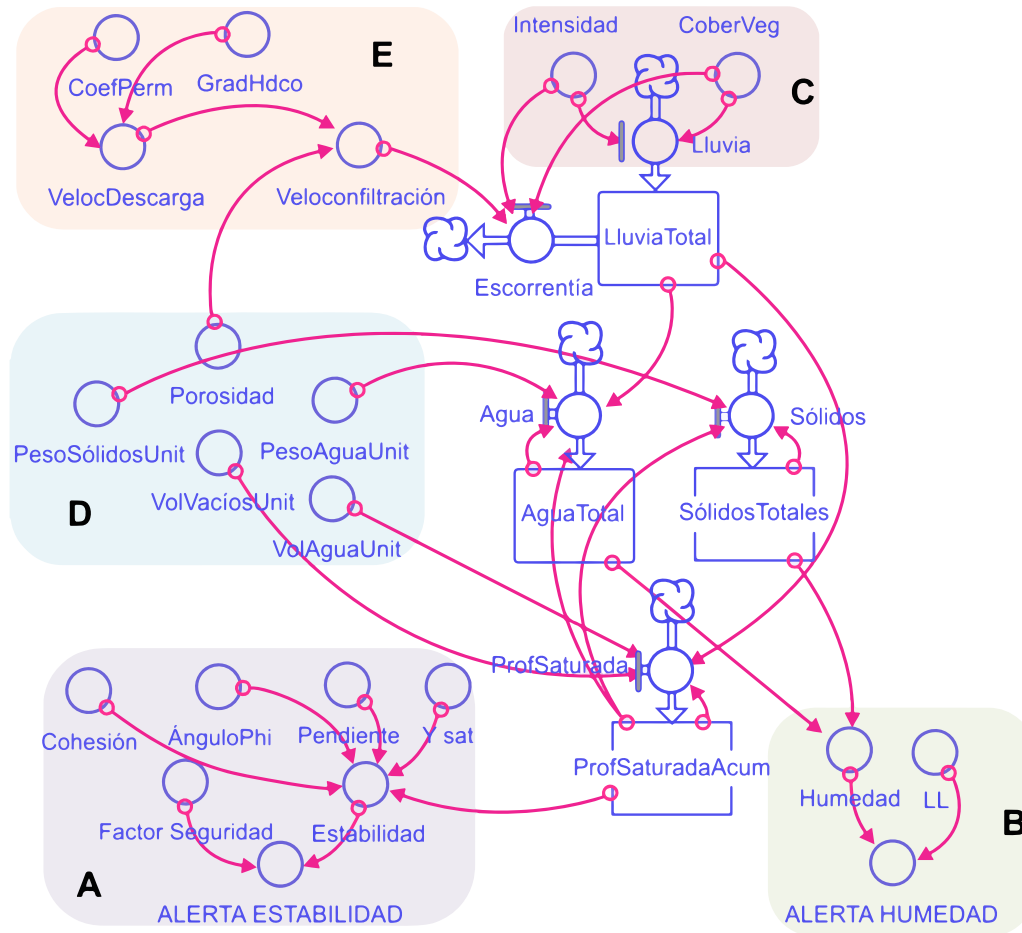 Intensidad
CoberVeg
E
CoefPerm
GradHdco
C
Lluvia
VelocDescarga
Veloconfiltración
LluviaTotal
Escorrentía
Porosidad
Agua
Sólidos
PesoSólidosUnit
PesoAguaUnit
VolVacíosUnit
D
AguaTotal
SólidosTotales
VolAguaUnit
ProfSaturada
Cohesión
ÁnguloPhi
Pendiente
Y sat
ProfSaturadaAcum
Humedad
LL
Factor Seguridad
Estabilidad
B
A
ALERTA ESTABILIDAD
ALERTA HUMEDAD